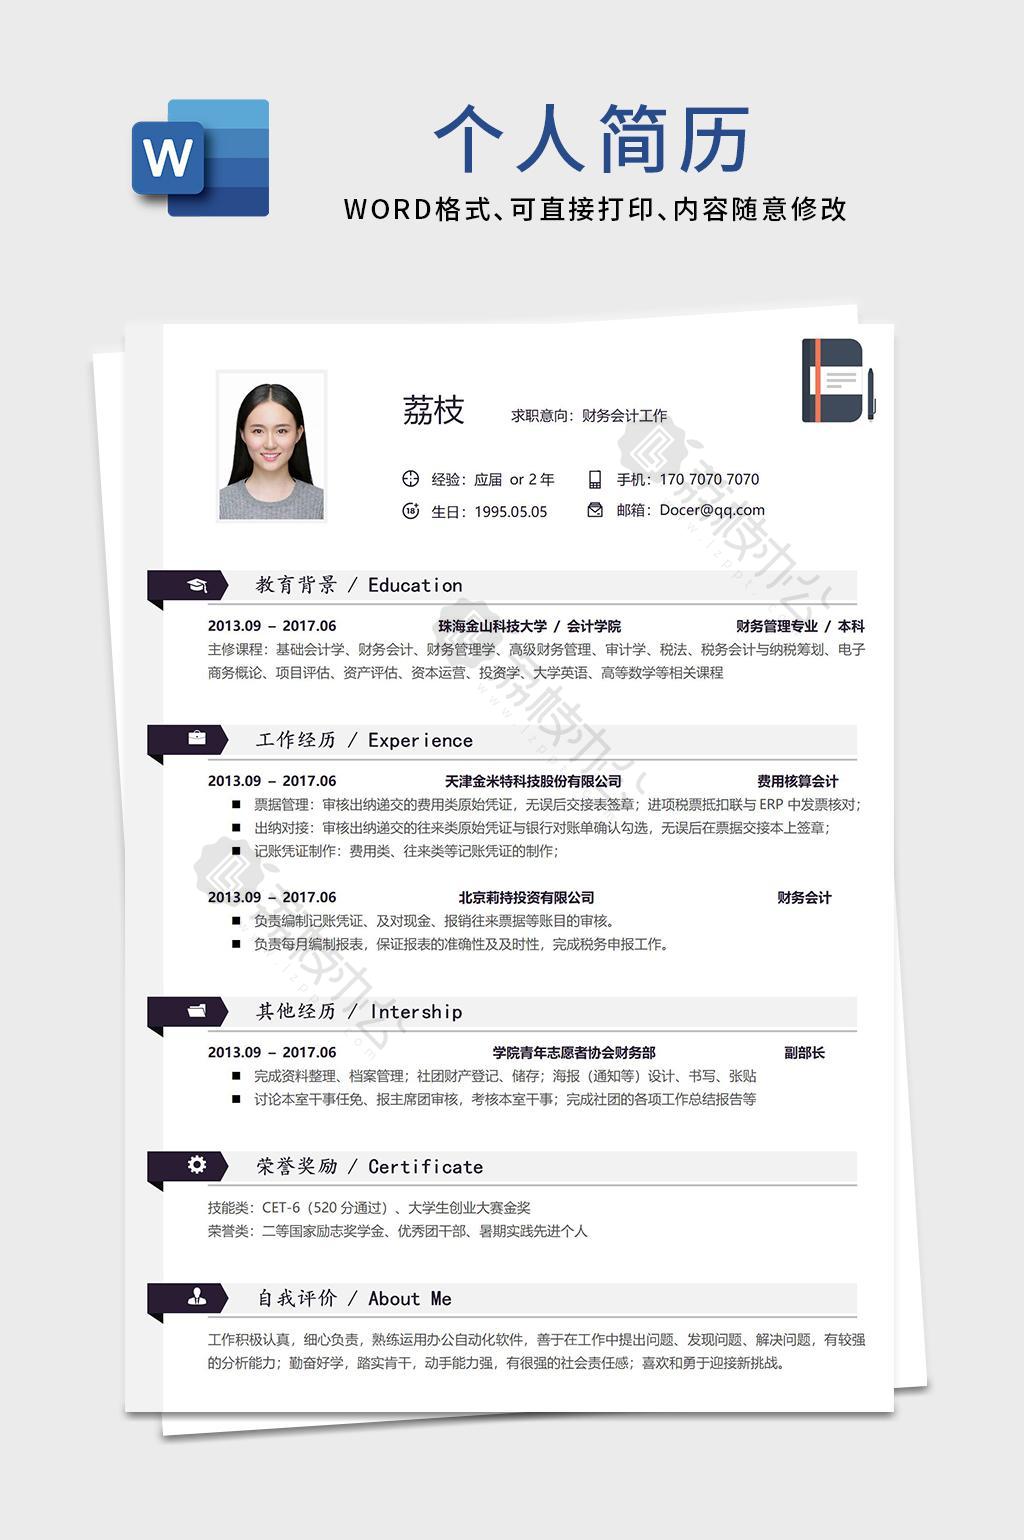 W
个人简历
WORD格式、可直接打印、内容随意修改
荔枝
求职意向：财务会计工作
经验：应届 or 2 年
手机：170 7070 7070
18+
生日：1995.05.05
邮箱：Docer@qq.com
教育背景 / Education
2013.09 – 2017.06 珠海金山科技大学 / 会计学院 财务管理专业 / 本科
主修课程：基础会计学、财务会计、财务管理学、高级财务管理、审计学、税法、税务会计与纳税筹划、电子
商务概论、项目评估、资产评估、资本运营、投资学、大学英语、高等数学等相关课程
工作经历 / Experience
2013.09 – 2017.06 天津金米特科技股份有限公司 费用核算会计
■ 票据管理：审核出纳递交的费用类原始凭证，无误后交接表签章；进项税票抵扣联与 ERP 中发票核对；
■ 出纳对接：审核出纳递交的往来类原始凭证与银行对账单确认勾选，无误后在票据交接本上签章；
■ 记账凭证制作：费用类、往来类等记账凭证的制作；
2013.09 – 2017.06 北京莉持投资有限公司 财务会计
■ 负责编制记账凭证、及对现金、报销往来票据等账目的审核。
■ 负责每月编制报表，保证报表的准确性及及时性，完成税务申报工作。
其他经历 / Intership
2013.09 – 2017.06 学院青年志愿者协会财务部 副部长
■ 完成资料整理、档案管理；社团财产登记、储存；海报（通知等）设计、书写、张贴
■ 讨论本室干事任免、报主席团审核，考核本室干事；完成社团的各项工作总结报告等
荣誉奖励 / Certificate
技能类：CET-6（520 分通过）、大学生创业大赛金奖
荣誉类：二等国家励志奖学金、优秀团干部、暑期实践先进个人
自我评价 / About Me
工作积极认真，细心负责，熟练运用办公自动化软件，善于在工作中提出问题、发现问题、解决问题，有较强
的分析能力；勤奋好学，踏实肯干，动手能力强，有很强的社会责任感；喜欢和勇于迎接新挑战。
荔枝办公
www.lzppt.com
荔枝办公
www.lzppt.com
荔枝办公
www.lzppt.com